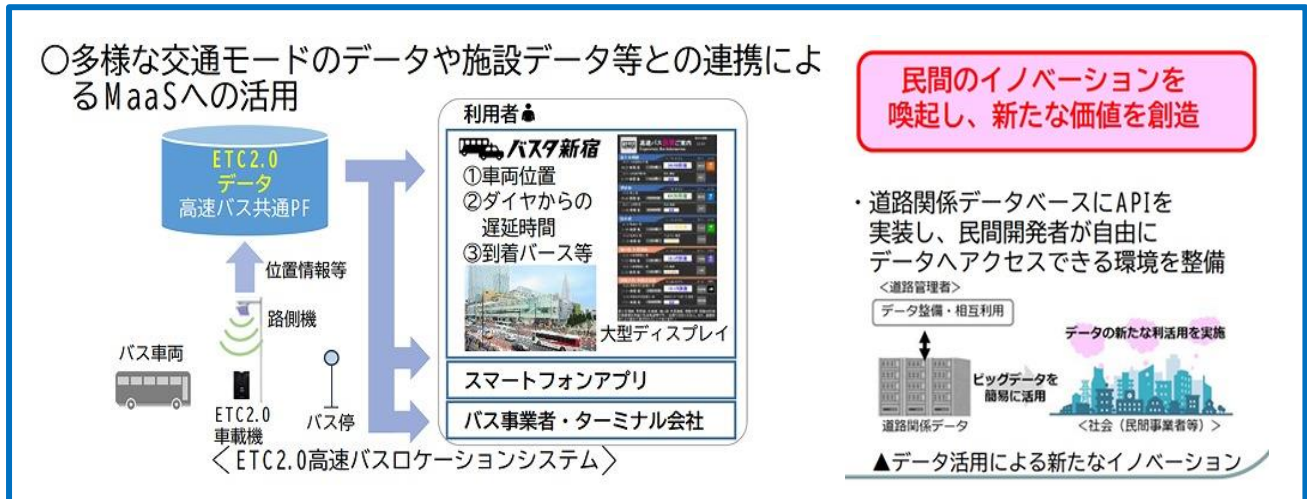 〇多様な交通モードのデータや施設データ等との連携によ
るMaaSへの活用
ETC2.0
データ
高速バス共通PF
位置情報等
路側機
バス車両
ETC2.0
車載機
バス停
利用者
バスタ新宿
①車両位置
②ダイヤからの
遅延時間
③到着バース等
高速バス
ご案内
大型ディスプレイ
スマートフォンアプリ
バス事業者・ターミナル会社
＜ETC2.0高速バスロケーションシステム＞
民間のイノベーションを
喚起し、新たな価値を創造
・道路関係データベースにAPIを
実装し、民間開発者が自由に
データへアクセスできる環境を整備
＜道路管理者＞
データ整備・相互利用
データの新たな利活用を実施
ビッグデータを
簡易に活用
道路関係データ
＜社会（民間事業者等）＞
▲データ活用による新たなイノベーション